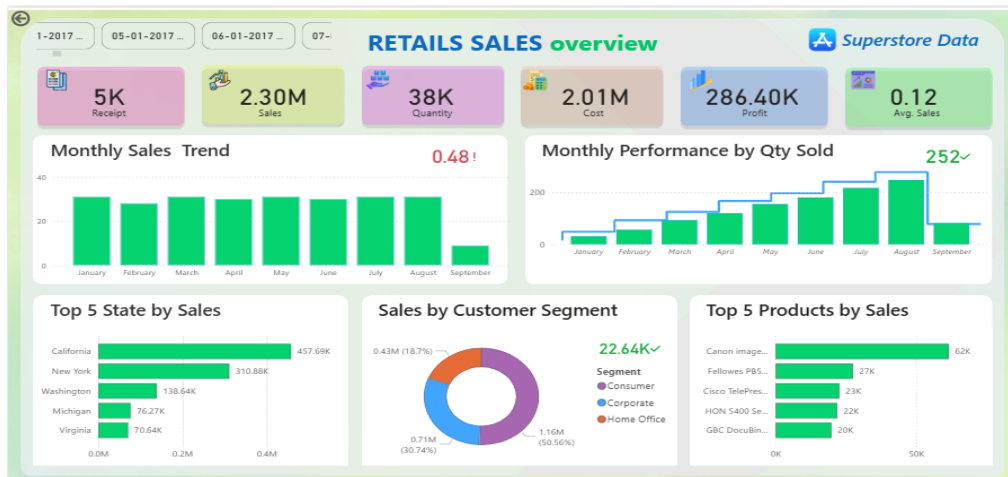 1-2017 ... 05-01-2017 ... 06-01-2017 ... 07-
RETAILS SALES overview
Superstore Data
5K
Receipt
2.30M
Sales
38K
Quantity
2.01M
Cost
286.40K
Profit
0.12
Avg. Sales
Monthly Sales Trend
0.48!
40
20
0
January February March April May June July August September
Monthly Performance by Qty Sold
252✓
200
0
January February March April May June July August September
Top 5 State by Sales
California 457.69K
New York 310.88K
Washington 138.64K
Michigan 76.27K
Virginia 70.64K
0.0M 0.2M 0.4M
Sales by Customer Segment
22.64K✓
0.43M (18.7%)
Segment
Consumer
Corporate
Home Office
0.71M
(30.74%)
1.16M
(50.56%)
Top 5 Products by Sales
Canon image... 62K
Fellowes PB5... 27K
Cisco TelePres... 23K
HON 5400 Se... 22K
GBC DocuBin... 20K
0K 50K